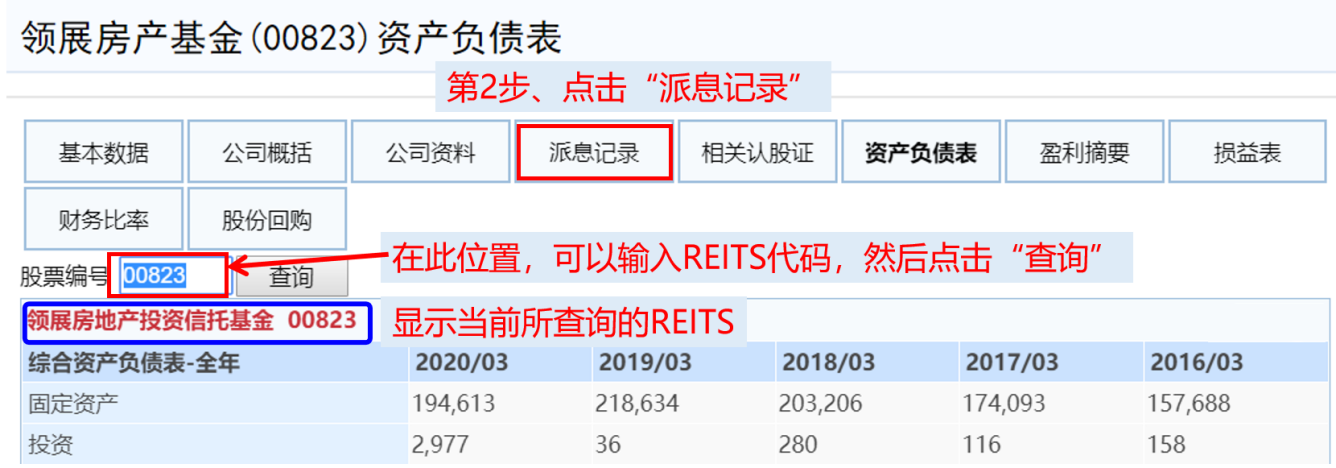 领展房产基金(00823)资产负债表
第2步、点击“派息记录”
基本数据 公司概括 公司资料 派息记录 相关认股证 资产负债表 盈利摘要 损益表
财务比率 股份回购
股票编号 00823 查询 在此位置，可以输入REITS代码，然后点击“查询”
领展房地产投资信托基金 00823 显示当前所查询的REITS
综合资产负债表-全年 2020/03 2019/03 2018/03 2017/03 2016/03
固定资产 194,613 218,634 203,206 174,093 157,688
投资 2,977 36 280 116 158